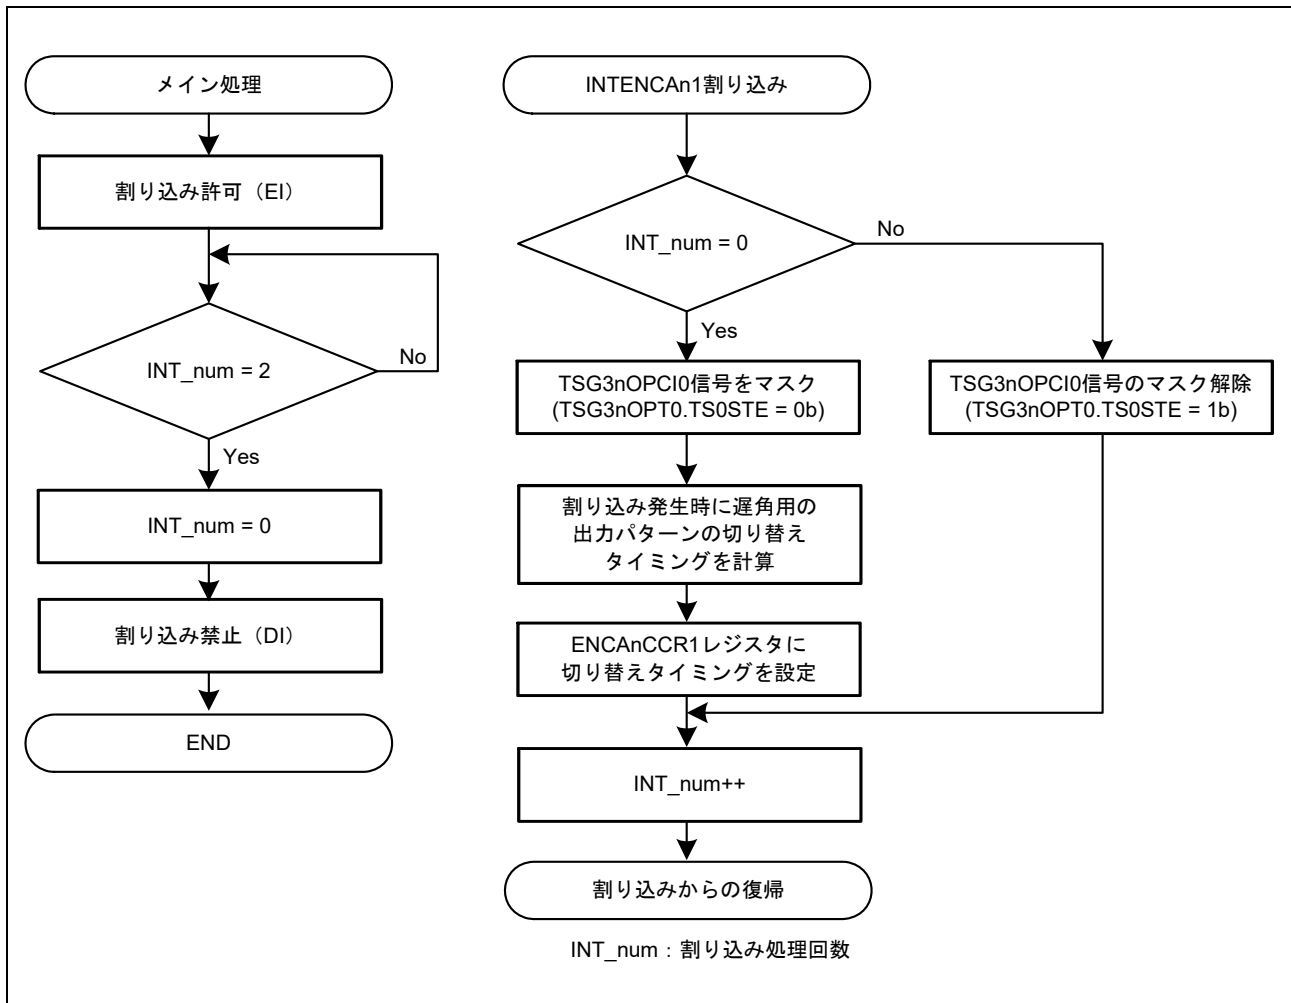 メイン処理
割り込み許可（EI）
INT_num = 2
No
Yes
INT_num = 0
割り込み禁止（DI）
END
INTENCAn1割り込み
INT_num = 0
No
Yes
TSG3nOPCI0信号をマスク
(TSG3nOPT0.TS0STE = 0b)
TSG3nOPCI0信号のマスク解除
(TSG3nOPT0.TS0STE = 1b)
割り込み発生時に遅角用の
出力パターンの切り替え
タイミングを計算
ENCAnCCR1レジスタに
切り替えタイミングを設定
INT_num++
割り込みからの復帰
INT_num：割り込み処理回数